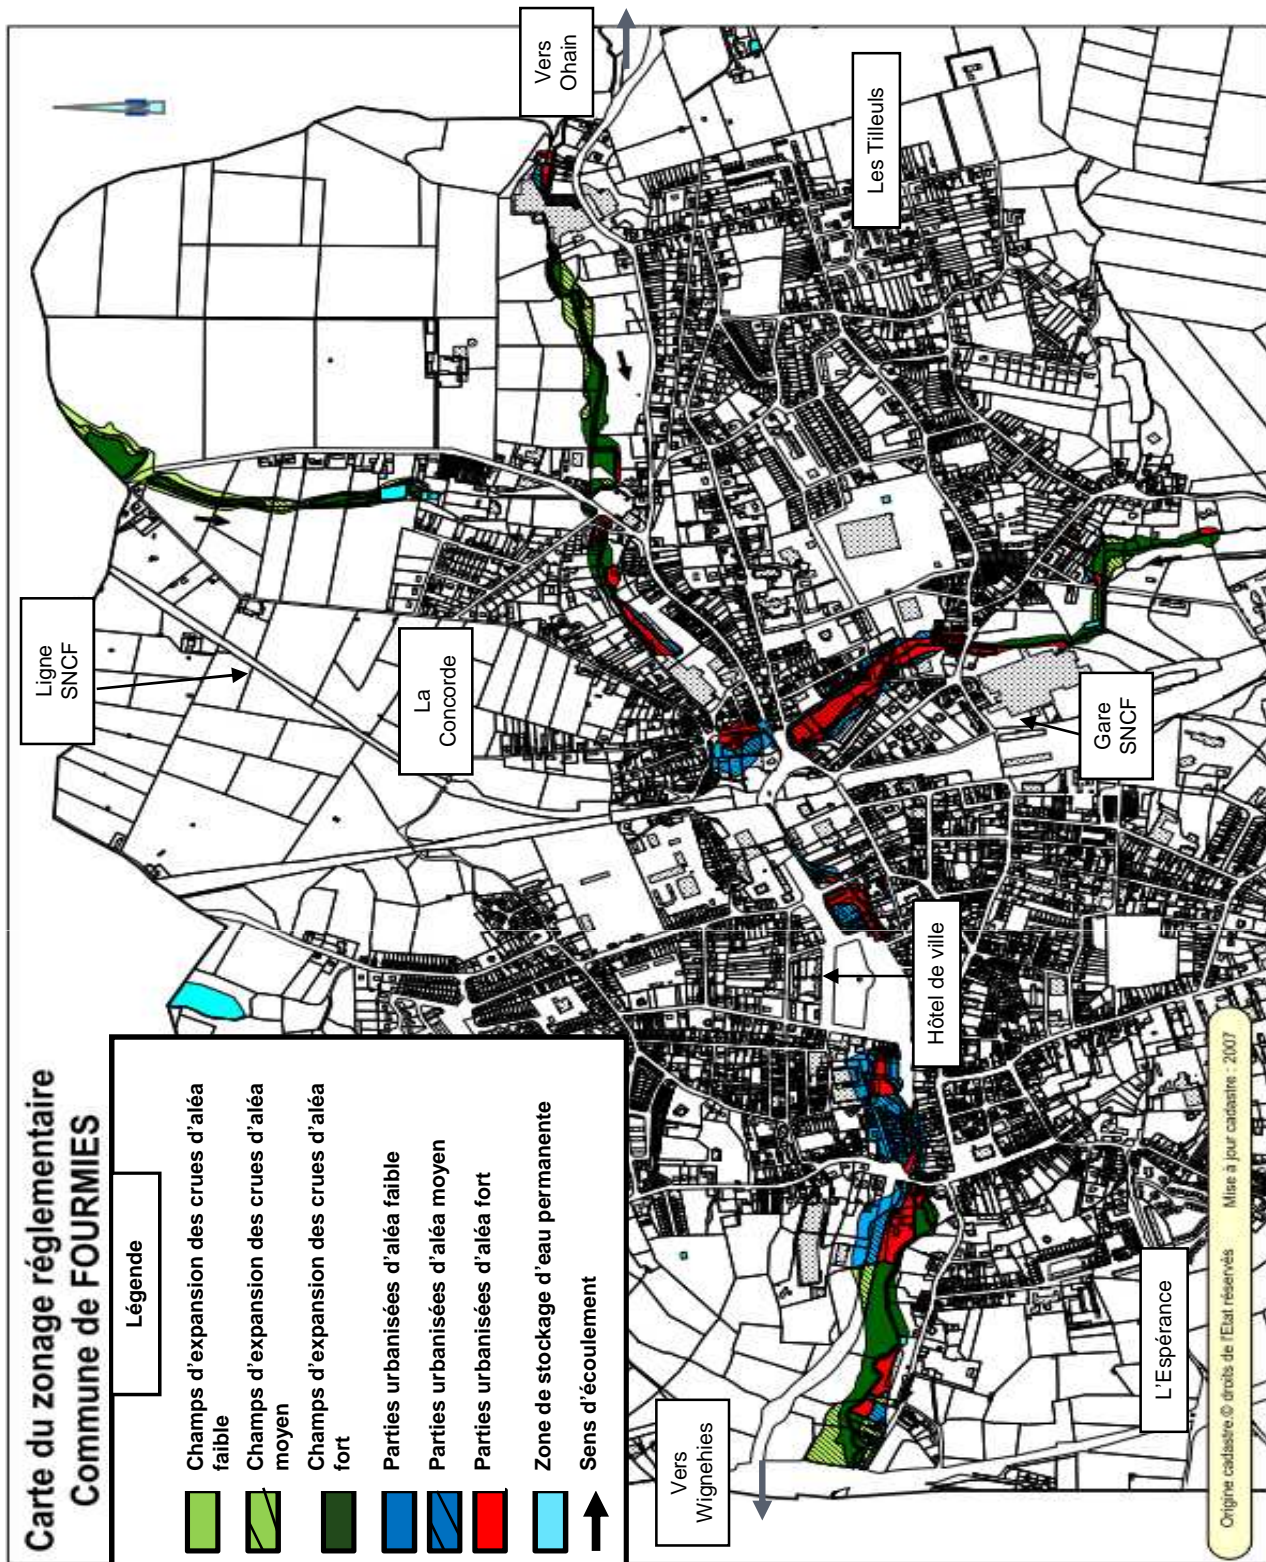 Carte du zonage réglementaire
Commune de FOURMIES
Légende
Champs d'expansion des crues d'aléa
faible
Champs d'expansion des crues d'aléa
moyen
Champs d'expansion des crues d'aléa
fort
Parties urbanisées d'aléa faible
Parties urbanisées d'aléa moyen
Parties urbanisées d'aléa fort
Zone de stockage d'eau permanente
Sens d'écoulement
Ligne
SNCF
Vers
Ohain
La
Concorde
Les Tilleuls
Gare
SNCF
Hôtel de ville
Vers
Wignehies
L'Espérance
Origine cadastre:© droits de l'Etat réservés Mise à jour cadastre : 2007